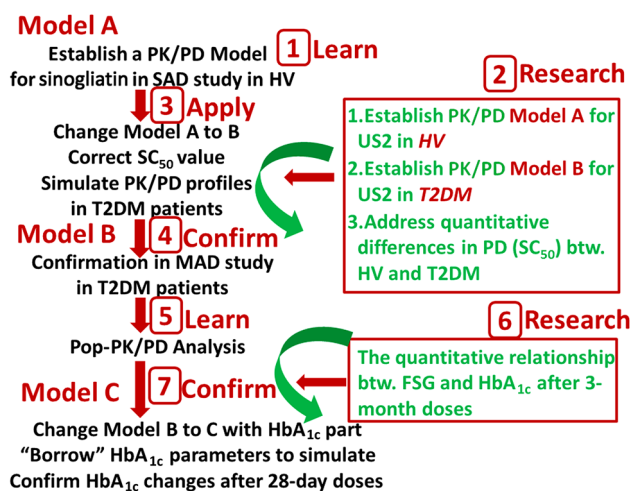 Model A
Establish a PK/PD Model
for sinogliatin in SAD study in HV
1 Learn
3 Apply
Change Model A to B
Correct SC50 value
Simulate PK/PD profiles
in T2DM patients
2 Research
1.Establish PK/PD Model A for
US2 in HV
2.Establish PK/PD Model B for
US2 in T2DM
3.Address quantitative
differences in PD (SC50) btw.
HV and T2DM
Model B
4 Confirm
Confirmation in MAD study
in T2DM patients
5 Learn
Pop-PK/PD Analysis
6 Research
The quantitative relationship
btw. FSG and HbA1c after 3-
month doses
Model C
7 Confirm
Change Model B to C with HbA1c part
“Borrow” HbA1c parameters to simulate
Confirm HbA1c changes after 28-day doses